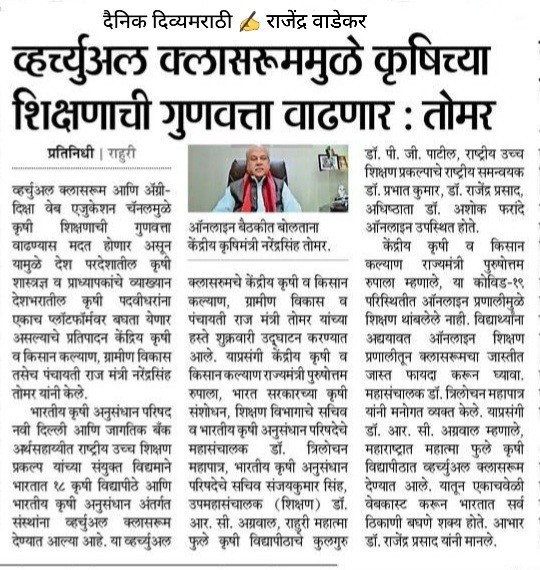 दैनिक दिव्यमराठी ✍ राजेंद्र वाडेकर
व्हर्च्युअल क्लासरूममुळे कृषिच्या
शिक्षणाची गुणवत्ता वाढणार : तोमर
प्रतिनिधी | राहुरी
व्हर्चुअल क्लासरूम आणि ॲग्री-
दिक्षा वेब एजुकेशन चॅनलमुळे
कृषी शिक्षणाची गुणवत्ता
वाढण्यास मदत होणार असून
यामुळे देश परदेशातील कृषी
शास्त्रज्ञ व प्राध्यापकांचे व्याख्यान
देशभरातील कृषी पदवीधरांना
एकाच प्लॉटफॉर्मवर बघता येणार
असल्याचे प्रतिपादन केंद्रिय कृषी
व किसान कल्याण, ग्रामीण विकास
तसेच पंचायती राज मंत्री नरेंद्रसिंह
तोमर यांनी केले.
भारतीय कृषी अनुसंधान परिषद
नवी दिल्ली आणि जागतिक बँक
अर्थसहाय्यीत राष्ट्रीय उच्च शिक्षण
प्रकल्प यांच्या संयुक्त विद्यमाने
भारतात १८ कृषी विद्यापीठे आणि
भारतीय कृषी अनुसंधान अंतर्गत
संस्थांना व्हर्चुअल क्लासरूम
देण्यात आल्या आहे. या व्हर्च्युअल
ऑनलाइन बैठकीत बोलताना
केंद्रीय कृषिमंत्री नरेंद्रसिंह तोमर.
क्लासरुमचे केंद्रीय कृषी व किसान
कल्याण, ग्रामीण विकास व
पंचायती राज मंत्री तोमर यांच्या
हस्ते शुक्रवारी उद्घाटन करण्यात
आले. याप्रसंगी केंद्रीय कृषी व
किसान कल्याण राज्यमंत्री पुरुषोत्तम
रुपाला, भारत सरकारच्या कृषी
संशोधन, शिक्षण विभागाचे सचिव
व भारतीय कृषी अनुसंधान परिषदेचे
महासंचालक डॉ. त्रिलोचन
महापात्र, भारतीय कृषी अनुसंधान
परिषदेचे सचिव संजयकुमार सिंह,
उपमहासंचालक (शिक्षण) डॉ.
आर. सी. अग्रवाल, राहुरी महात्मा
फुले कृषी विद्यापीठाचे कुलगुरु
डॉ. पी. जी. पाटील, राष्ट्रीय उच्च
शिक्षण प्रकल्पाचे राष्ट्रीय समन्वयक
डॉ. प्रभात कुमार, डॉ. राजेंद्र प्रसाद,
अधिष्ठाता डॉ. अशोक फरांदे
ऑनलाइन उपस्थित होते.
केंद्रीय कृषी व किसान
कल्याण राज्यमंत्री पुरुषोत्तम
रुपाला म्हणाले, या कोविड-१९
परिस्थितीत ऑनलाइन प्रणालीमुळे
शिक्षण थांबलेले नाही. विद्यार्थ्यांना
अद्ययावत ऑनलाइन शिक्षण
प्रणालीतून क्लासरूमचा जास्तीत
जास्त फायदा करून घ्यावा.
महासंचालक डॉ. त्रिलोचन महापात्र
यांनी मनोगत व्यक्त केले. याप्रसंगी
डॉ. आर. सी. अग्रवाल म्हणाले,
महाराष्ट्रात महात्मा फुले कृषी
विद्यापीठात व्हर्च्युअल क्लासरूम
देण्यात आले. यातून एकाचवेळी
वेबकास्ट करून भारतात सर्व
ठिकाणी बघणे शक्य होते. आभार
डॉ. राजेंद्र प्रसाद यांनी मानले.